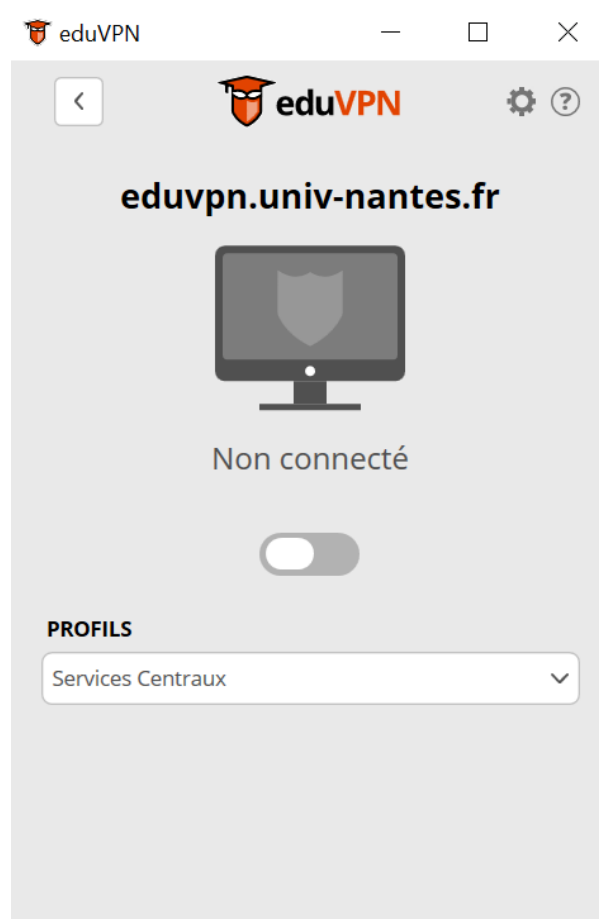 eduVPN
eduVPN
eduvpn.univ-nantes.fr
Non connecté
PROFILS
Services Centraux